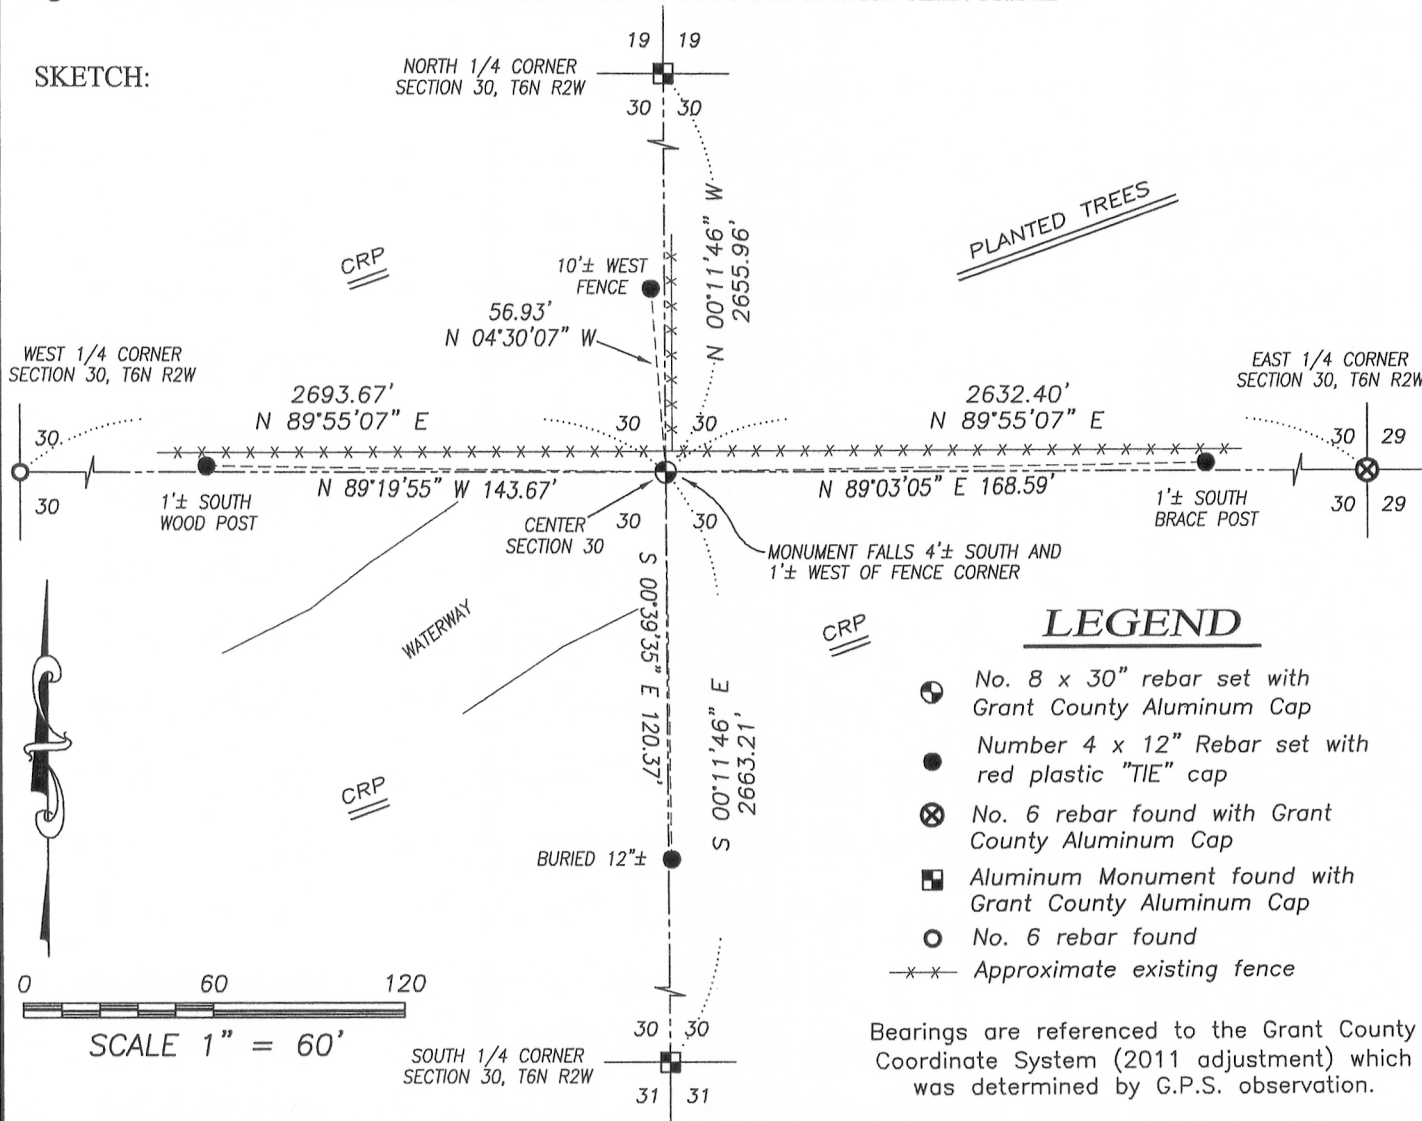 SKETCH:
19 19
NORTH 1/4 CORNER
SECTION 30, T6N R2W
30 30
N 00°11'46" W
2655.96'
PLANTED TREES
CRP
10'± WEST
FENCE
56.93'
N 04°30'07" W
WEST 1/4 CORNER
SECTION 30, T6N R2W
2693.67'
N 89°55'07" E
30 30
2632.40'
N 89°55'07" E
EAST 1/4 CORNER
SECTION 30, T6N R2W
30
30
30 29
30 29
1'± SOUTH
WOOD POST
N 89°19'55" W 143.67'
N 89°03'05" E 168.59'
1'± SOUTH
BRACE POST
CENTER
SECTION 30
30 30
MONUMENT FALLS 4'± SOUTH AND
1'± WEST OF FENCE CORNER
WATERWAY
S 00°39'35" E 120.37'
S 00°11'46" E
2663.21'
CRP
CRP
BURIED 12"±
LEGEND
No. 8 x 30" rebar set with
Grant County Aluminum Cap
Number 4 x 12" Rebar set with
red plastic "TIE" cap
No. 6 rebar found with Grant
County Aluminum Cap
Aluminum Monument found with
Grant County Aluminum Cap
No. 6 rebar found
x x Approximate existing fence
0 60 120
SCALE 1" = 60'
30 30
SOUTH 1/4 CORNER
SECTION 30, T6N R2W
31 31
Bearings are referenced to the Grant County
Coordinate System (2011 adjustment) which
was determined by G.P.S. observation.